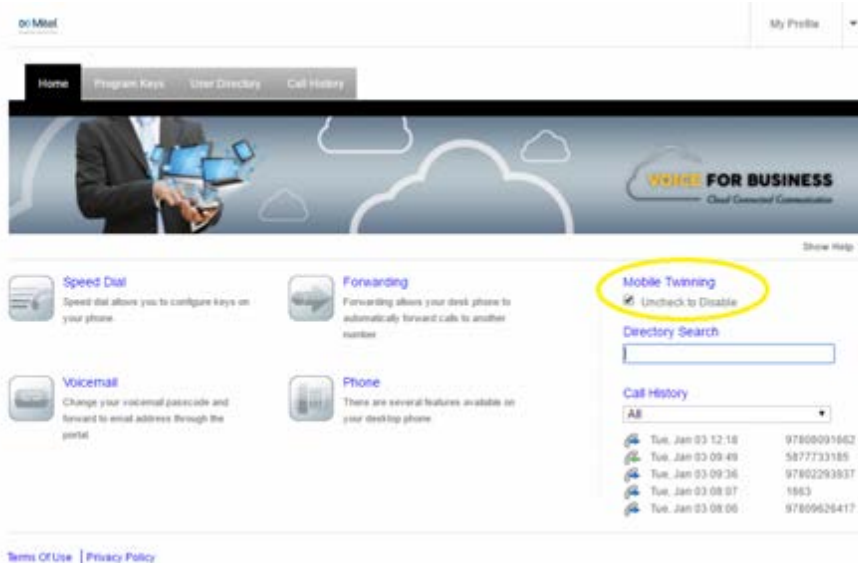 Mitel
My Profile
Home
Program Keys
User Directory
Call History
VOICE FOR BUSINESS
Cloud Connected Communication
Show Help
Speed Dial
Speed dial allows you to configure keys on
your phone.
Forwarding
Forwarding allows your desk phone to
automatically forward calls to another
number
Mobile Twinning
Uncheck to Disable
Directory Search
Voicemail
Change your voicemail passcode and
forward to email address through the
portal
Phone
There are several features available on
your desktop phone
Call History
All
Tue, Jan 03 12:18 97808091662
Tue, Jan 03 09:49 5877733185
Tue, Jan 03 09:36 97802293937
Tue, Jan 03 08:07 1663
Tue, Jan 03 08:06 97809626417
Terms Of Use | Privacy Policy